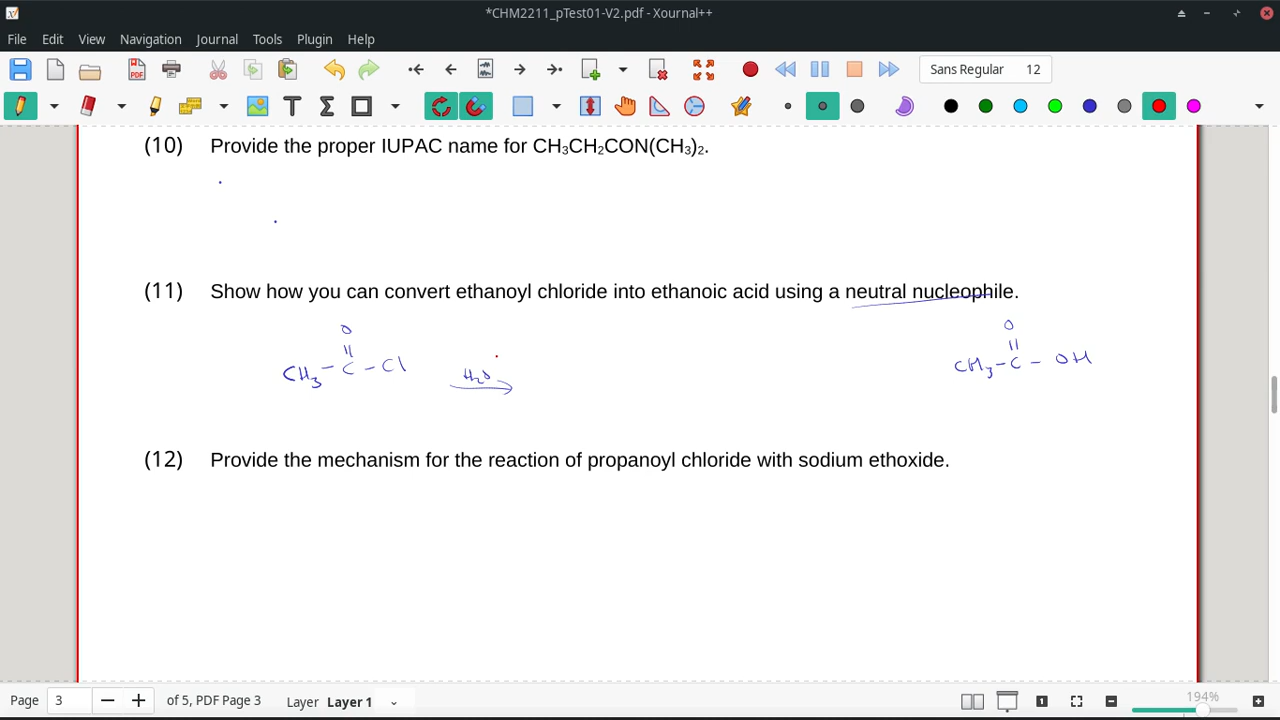 *CHM2211_pTest01-V2.pdf - Xournal++
File Edit View Navigation Journal Tools Plugin Help
Sans Regular 12
(10) Provide the proper IUPAC name for CH₃CH₂CON(CH₃)₂.
(11) Show how you can convert ethanoyl chloride into ethanoic acid using a neutral nucleophile.
O O
CH₃ - C - Cl H₂O CH₃ - C - OH
(12) Provide the mechanism for the reaction of propanoyl chloride with sodium ethoxide.
Page 3 of 5, PDF Page 3 Layer Layer 1 194%